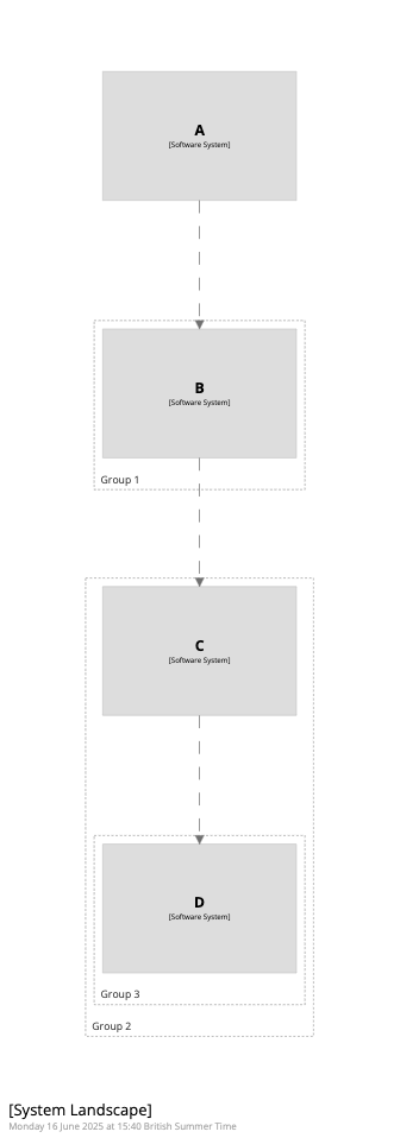 A
[Software System]
B
[Software System]
Group 1
C
[Software System]
D
[Software System]
Group 3
Group 2
[System Landscape]
Monday 16 June 2025 at 15:40 British Summer Time